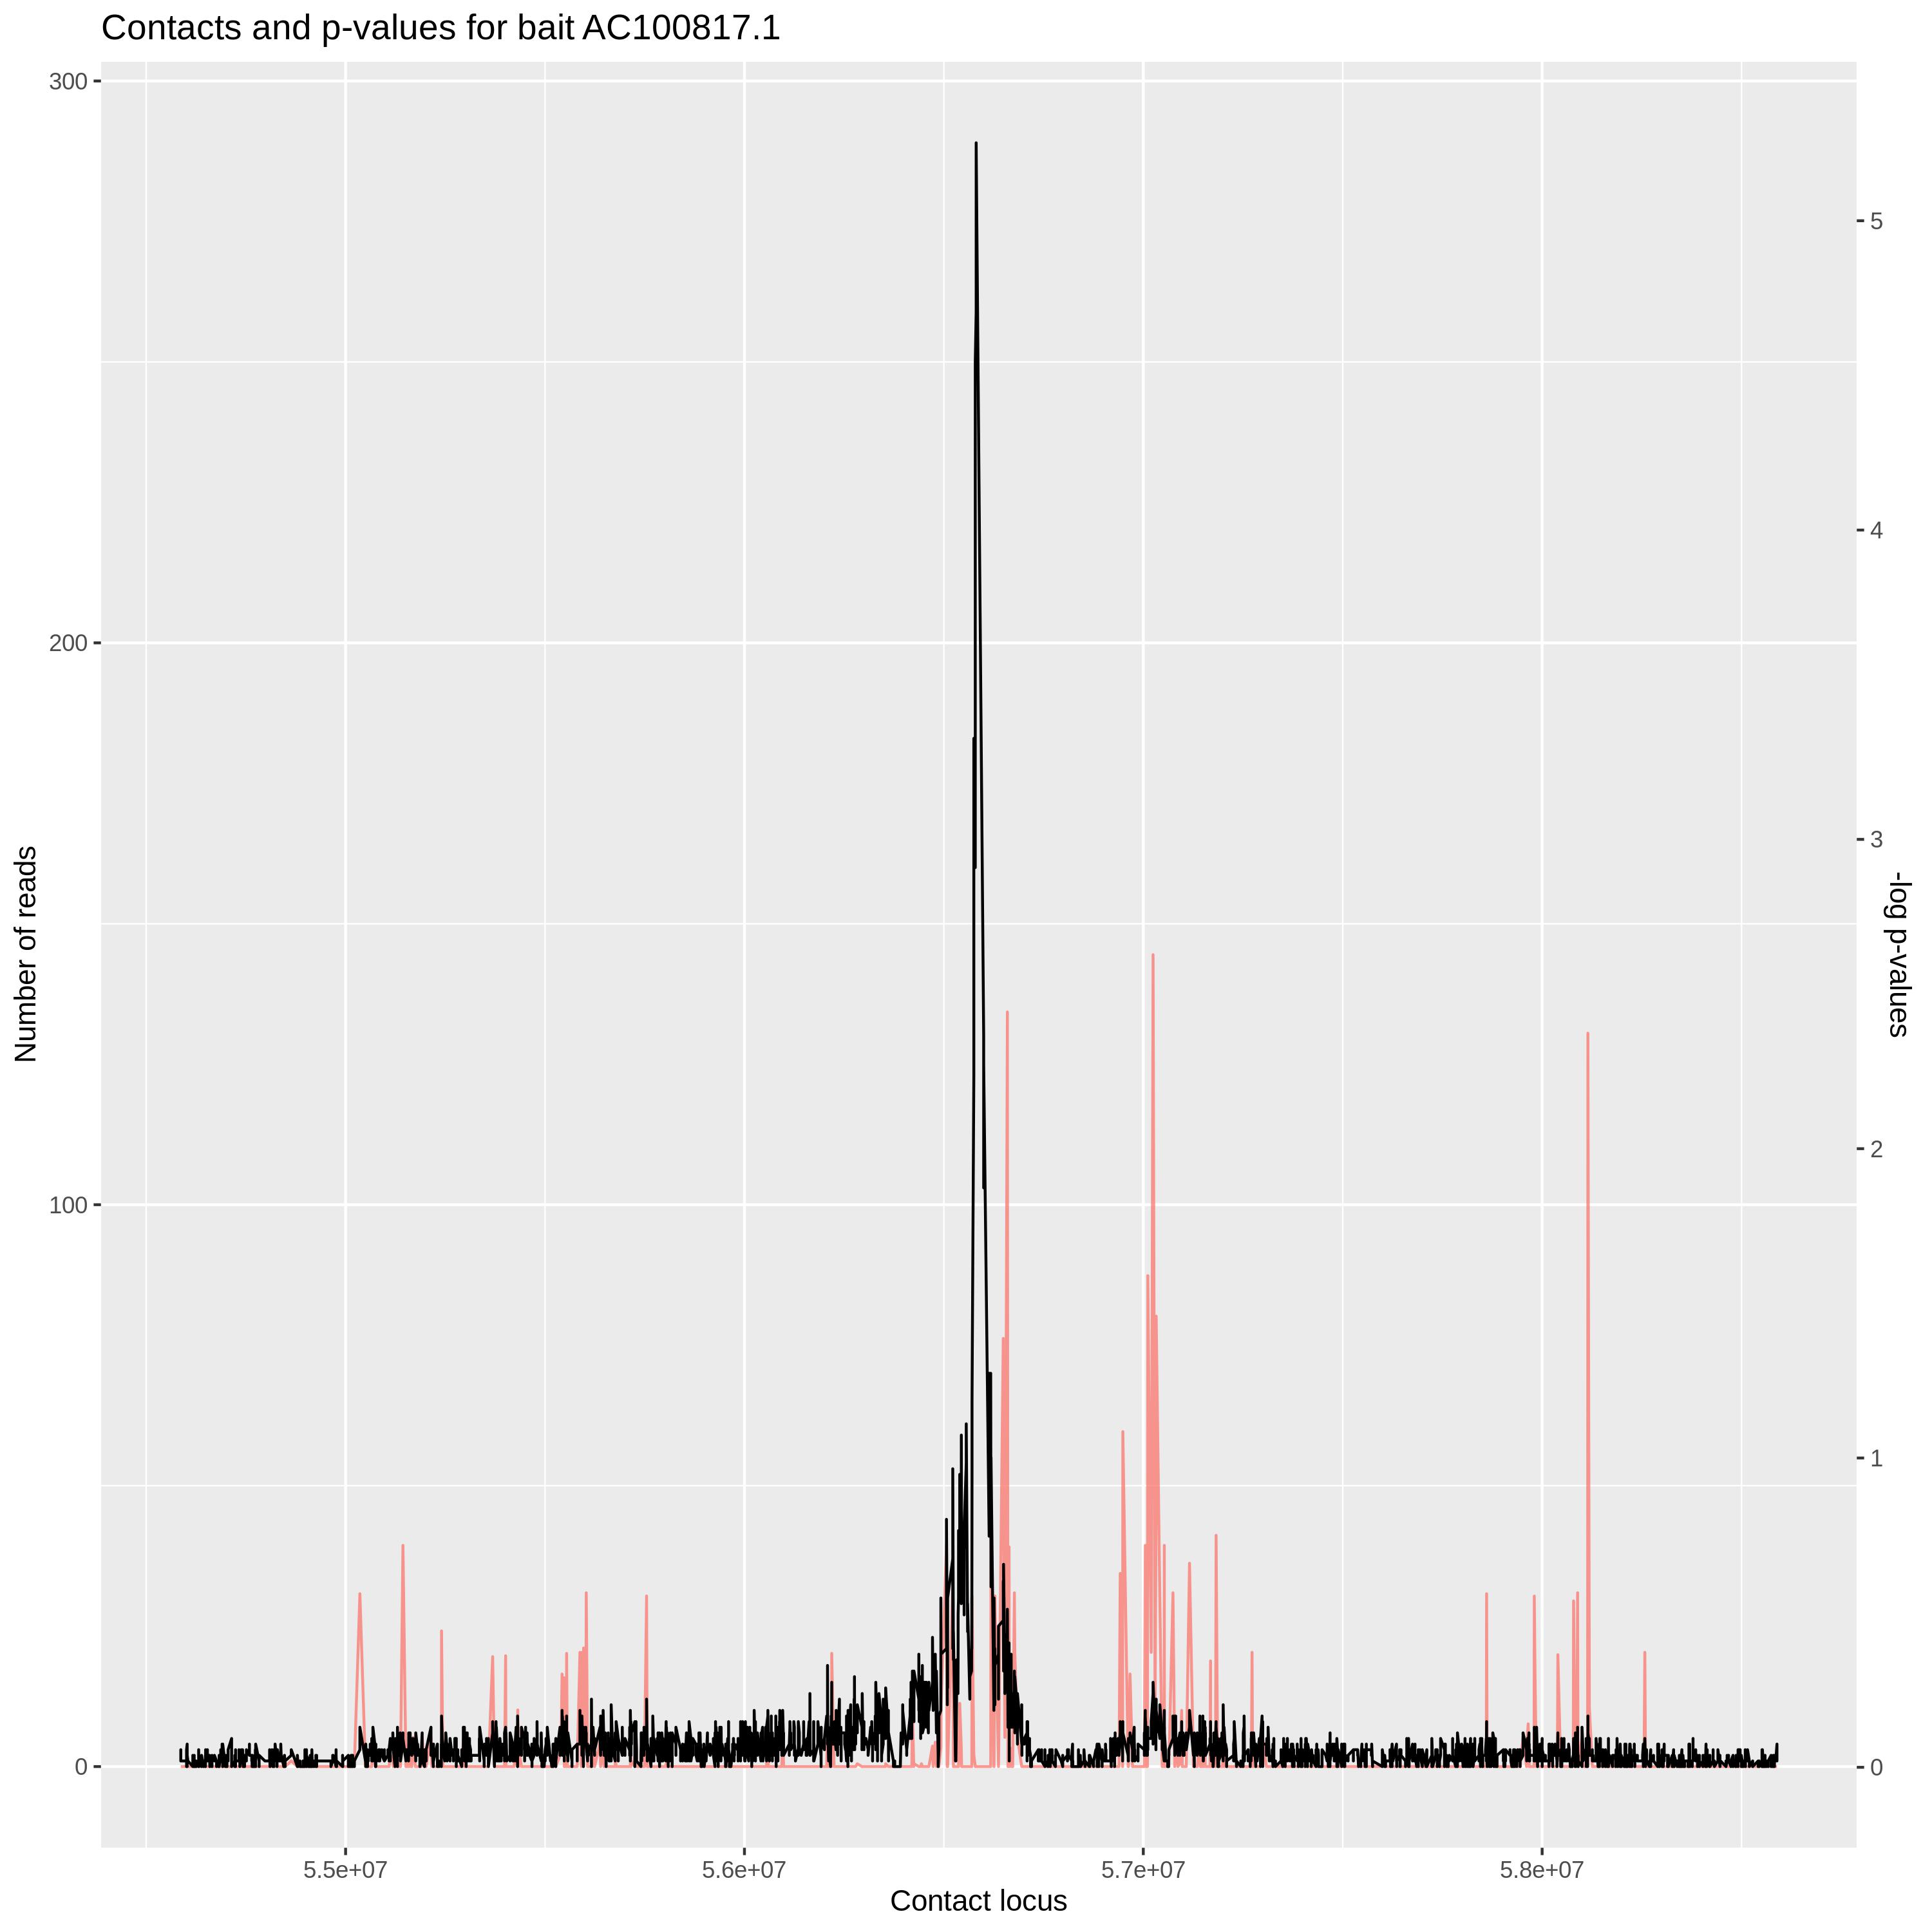 Contacts and p-values for bait AC100817.1
300
200
100
0
Number of reads
5
4
3
2
1
0
-log p-values
5.5e+07
5.6e+07
5.7e+07
5.8e+07
Contact locus